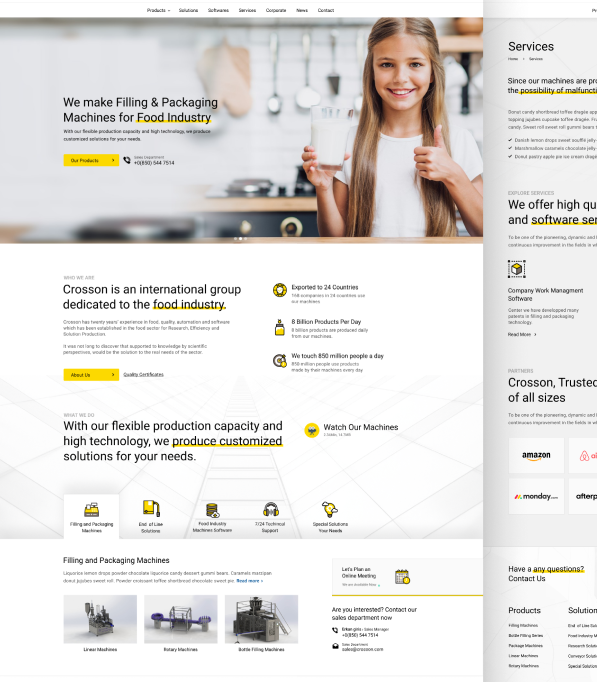 Products Solutions Softwares Services Corporate News Contact
We make Filling & Packaging
Machines for Food Industry
With our flexible production capacity and high technology, we produce
customized solutions for your needs.
Our Products
Sales Department
+0(850) 544 7514
WHO WE ARE
Crosson is an international group
dedicated to the food industry.
Crosson has twenty years' experience in food, quality, automation and software
which has been established in the food sector for Research, Efficiency and
Solution Production.
It was not long to discover that supported to knowledge by scientific
perspectives, would be the solution to the real needs of the sector.
About Us
Quality Certificates
Exported to 24 Countries
168 companies in 24 countries use
our machines
8 Billion Products Per Day
8 billion products are produced daily
from our machines.
We touch 850 million people a day
850 million people use products
made by their machines every day
WHAT WE DO
With our flexible production capacity and
high technology, we produce customized
solutions for your needs.
Watch Our Machines
Filling and Packaging
Machines
End of Line
Solutions
Food Industry
Machines Software
7/24 Technical
Support
Special Solutions
Your Needs
Filling and Packaging Machines
Liquorice lemon drops powder chocolate liquorice candy dessert gummi bears. Caramels marzipan
donut jujubes sweet roll. Powder croissant toffee shortbread chocolate sweet pie. Read more >
Linear Machines
Rotary Machines
Bottle Filling Machines
Let's Plan an
Online Meeting
We are available Now
Are you interested? Contact our
sales department now
Sales Manager
+0(850) 544 7514
Sales Department
sales@crosson.com
Services
Home > Services
Since our machines are pro
the possibility of malfuncti
Donut candy shortbread toffee dragée app
topping jujubes cupcake toffee dragée. Fru
candy. Sweet roll sweet roll gummi bears t
Danish lemon drops sweet soufflé jelly-
Marshmallow caramels chocolate jelly-
Donut pastry apple pie ice cream dragé
EXPLORE SERVICES
We offer high qu
and software ser
To be one of the pioneering, dynamic and l
continuous improvement in the fields in wh
Company Work Managment
Software
Center we have developped many
patents in filling and packaging
technology.
Read More >
PARTNERS
Crosson, Trusted
of all sizes
To be one of the pioneering, dynamic and l
continuous improvement in the fields in wh
amazon
ai
monday.com
afterp
Have a any questions?
Contact Us
Products
Filling Machines
Bottle Filling Series
Package Machines
Linear Machines
Rotary Machines
Solution
End of Line Solu
Food Industry M
Research Soluti
Conveyor Soluti
Special Solution